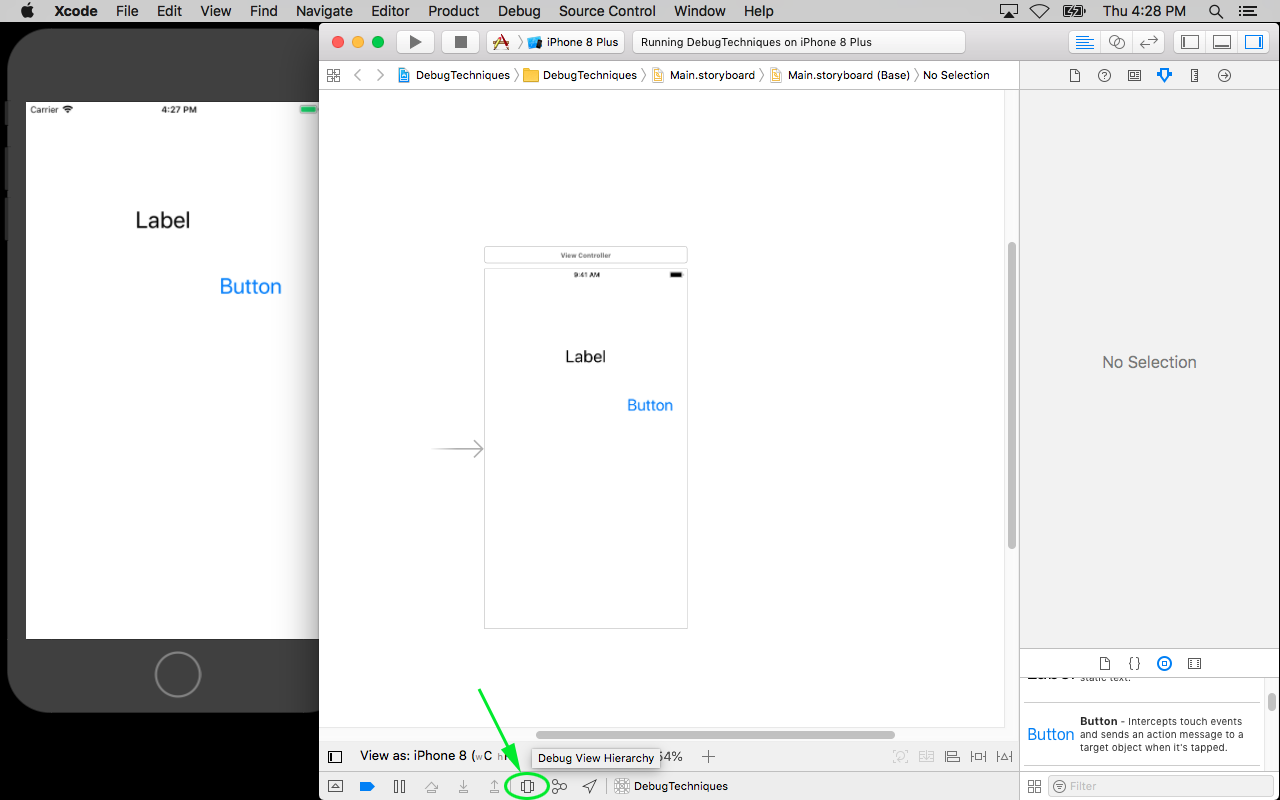 Xcode File Edit View Find Navigate Editor Product Debug Source Control Window Help Thu 4:28 PM
iPhone 8 Plus Running DebugTechniques on iPhone 8 Plus
DebugTechniques DebugTechniques Main.storyboard Main.storyboard (Base) No Selection
Carrier 4:27 PM
Label
Button
View Controller
9:41 AM
Label
Button
No Selection
static text.
Button
Button - Intercepts touch events
and sends an action message to a
target object when it's tapped.
View as: iPhone 8 (wC h
Debug View Hierarchy
54%
DebugTechniques
Filter